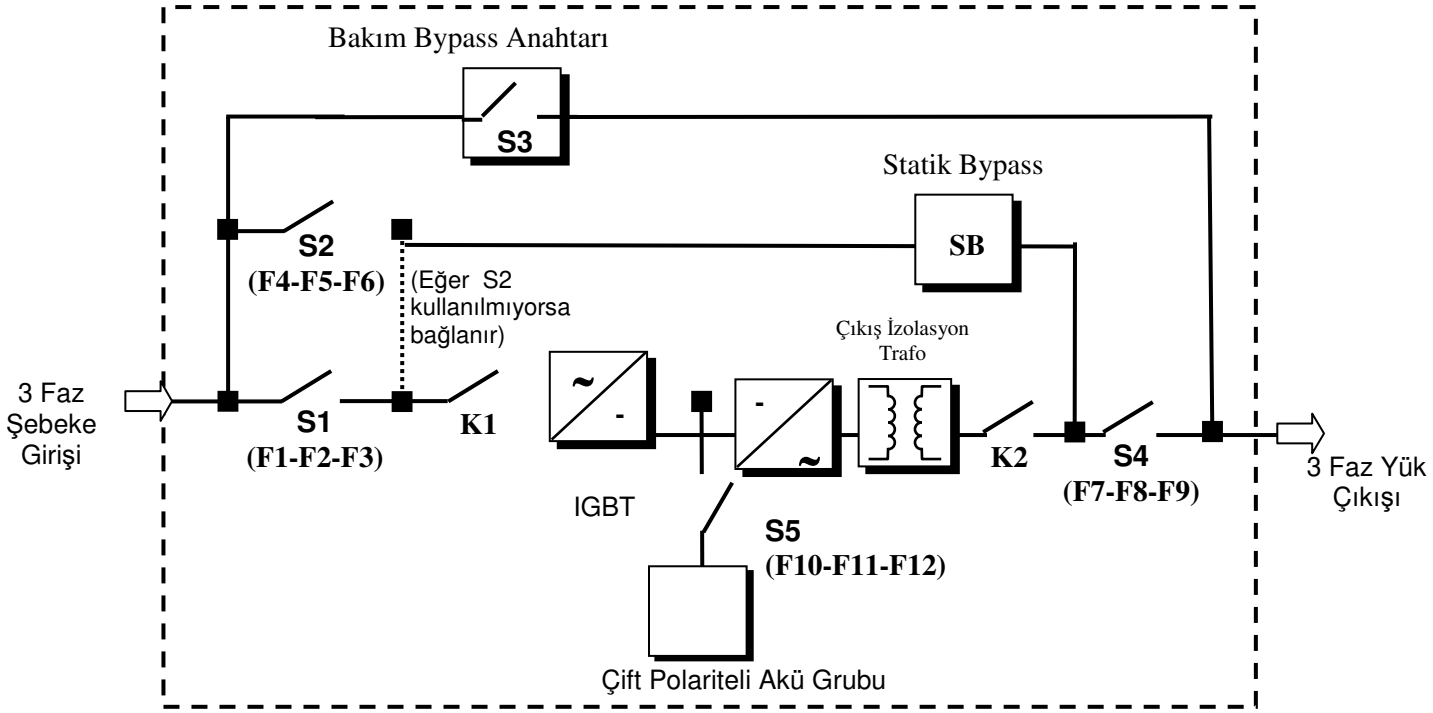 Bakım Bypass Anahtarı
S3
Statik Bypass
SB
S2
(F4-F5-F6)
(Eğer S2
kullanılmıyorsa
bağlanır)
Çıkış İzolasyon
Trafo
3 Faz
Şebeke
Girişi
S1
(F1-F2-F3)
K1
~
-
IGBT
-
~
K2
S4
(F7-F8-F9)
3 Faz Yük
Çıkışı
S5
(F10-F11-F12)
Çift Polariteli Akü Grubu